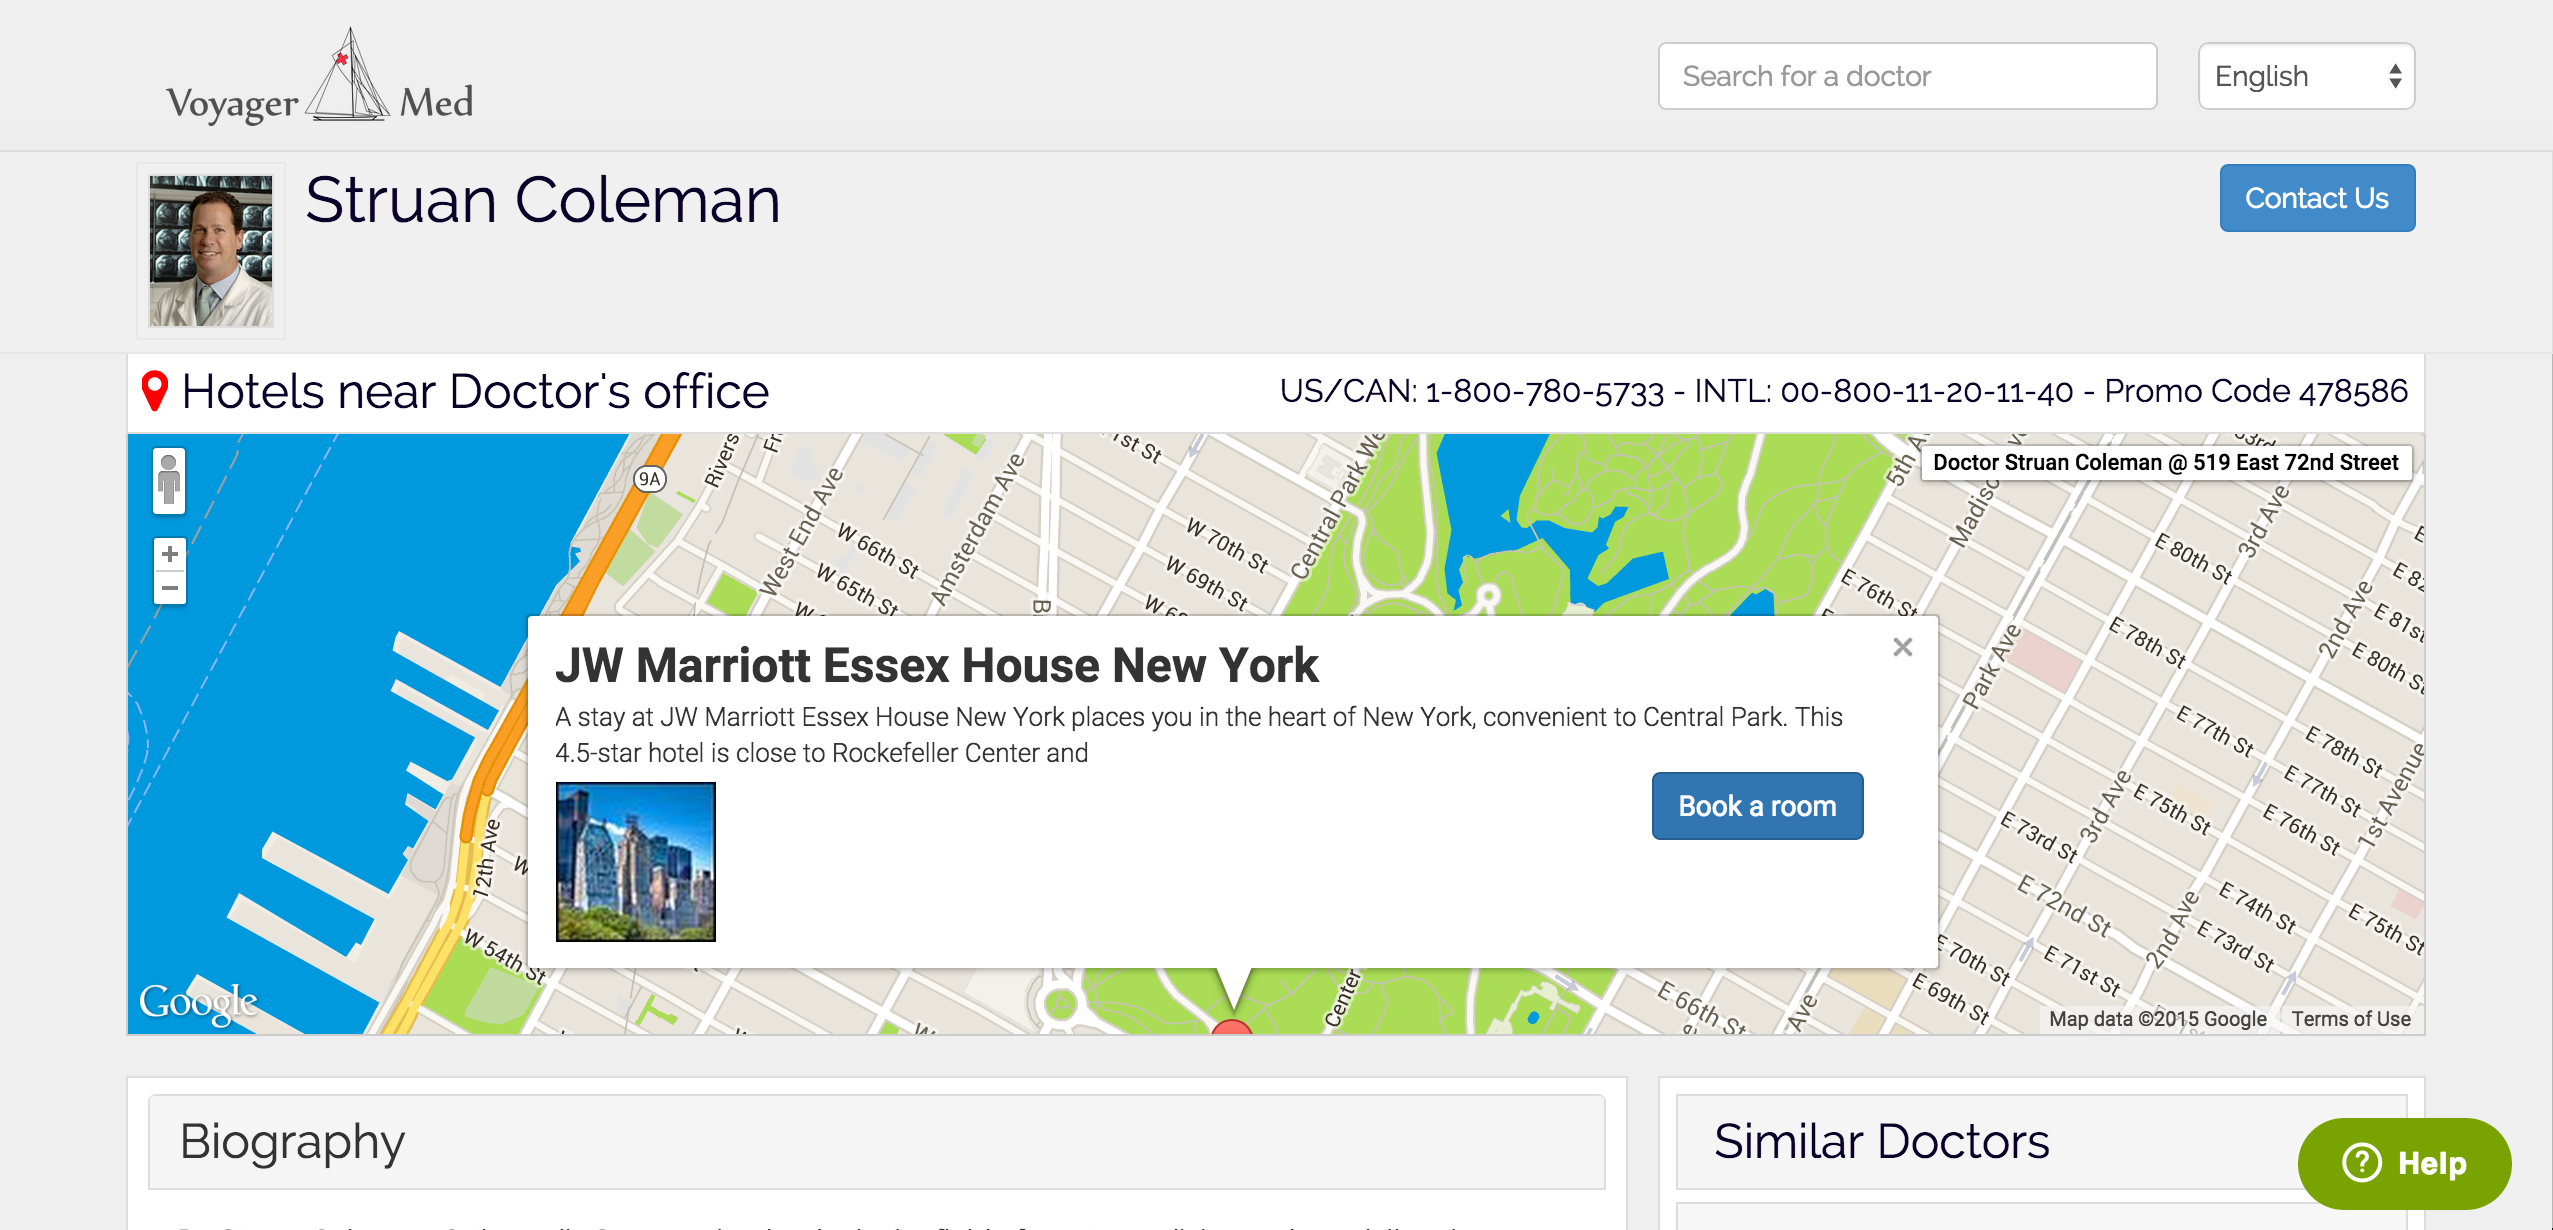 Voyager Med
Search for a doctor
English
Struan Coleman
Contact Us
Hotels near Doctor's office
US/CAN: 1-800-780-5733 - INTL: 00-800-11-20-11-40 - Promo Code 478586
Doctor Struan Coleman @ 519 East 72nd Street
9A
Rivers
West End Ave
Amsterdam Ave
W 66th St
W 65th St
W 70th St
W 69th St
Central Park We
5th A
Madiso
3rd Ave
E 80th St
E 76th St
2nd Ave
E 81st
E 78th St
E 80th St
Park Ave
JW Marriott Essex House New York
A stay at JW Marriott Essex House New York places you in the heart of New York, convenient to Central Park. This
4.5-star hotel is close to Rockefeller Center and
Book a room
E 77th St
E 78th St
E 77th St
1st Avenue
E 76th St
E 75th St
3rd Ave
E 73rd St
E 72nd St
2nd Ave
E 74th St
E 75th St
E 73rd St
E 71st St
E 70th St
E 69th St
E 66th St
Ave
Center
12th Ave
W 54th St
Google
Map data ©2015 Google
Terms of Use
Biography
Similar Doctors
Help